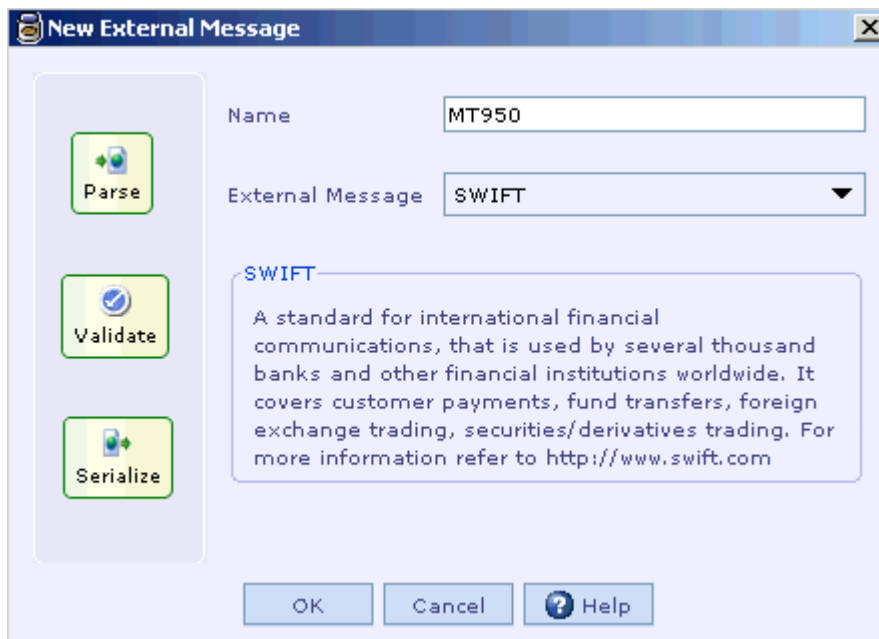 New External Message
Name
MT950
Parse
External Message
SWIFT
SWIFT
Validate
A standard for international financial
communications, that is used by several thousand
banks and other financial institutions worldwide. It
covers customer payments, fund transfers, foreign
exchange trading, securities/derivatives trading. For
more information refer to http://www.swift.com
Serialize
OK
Cancel
Help